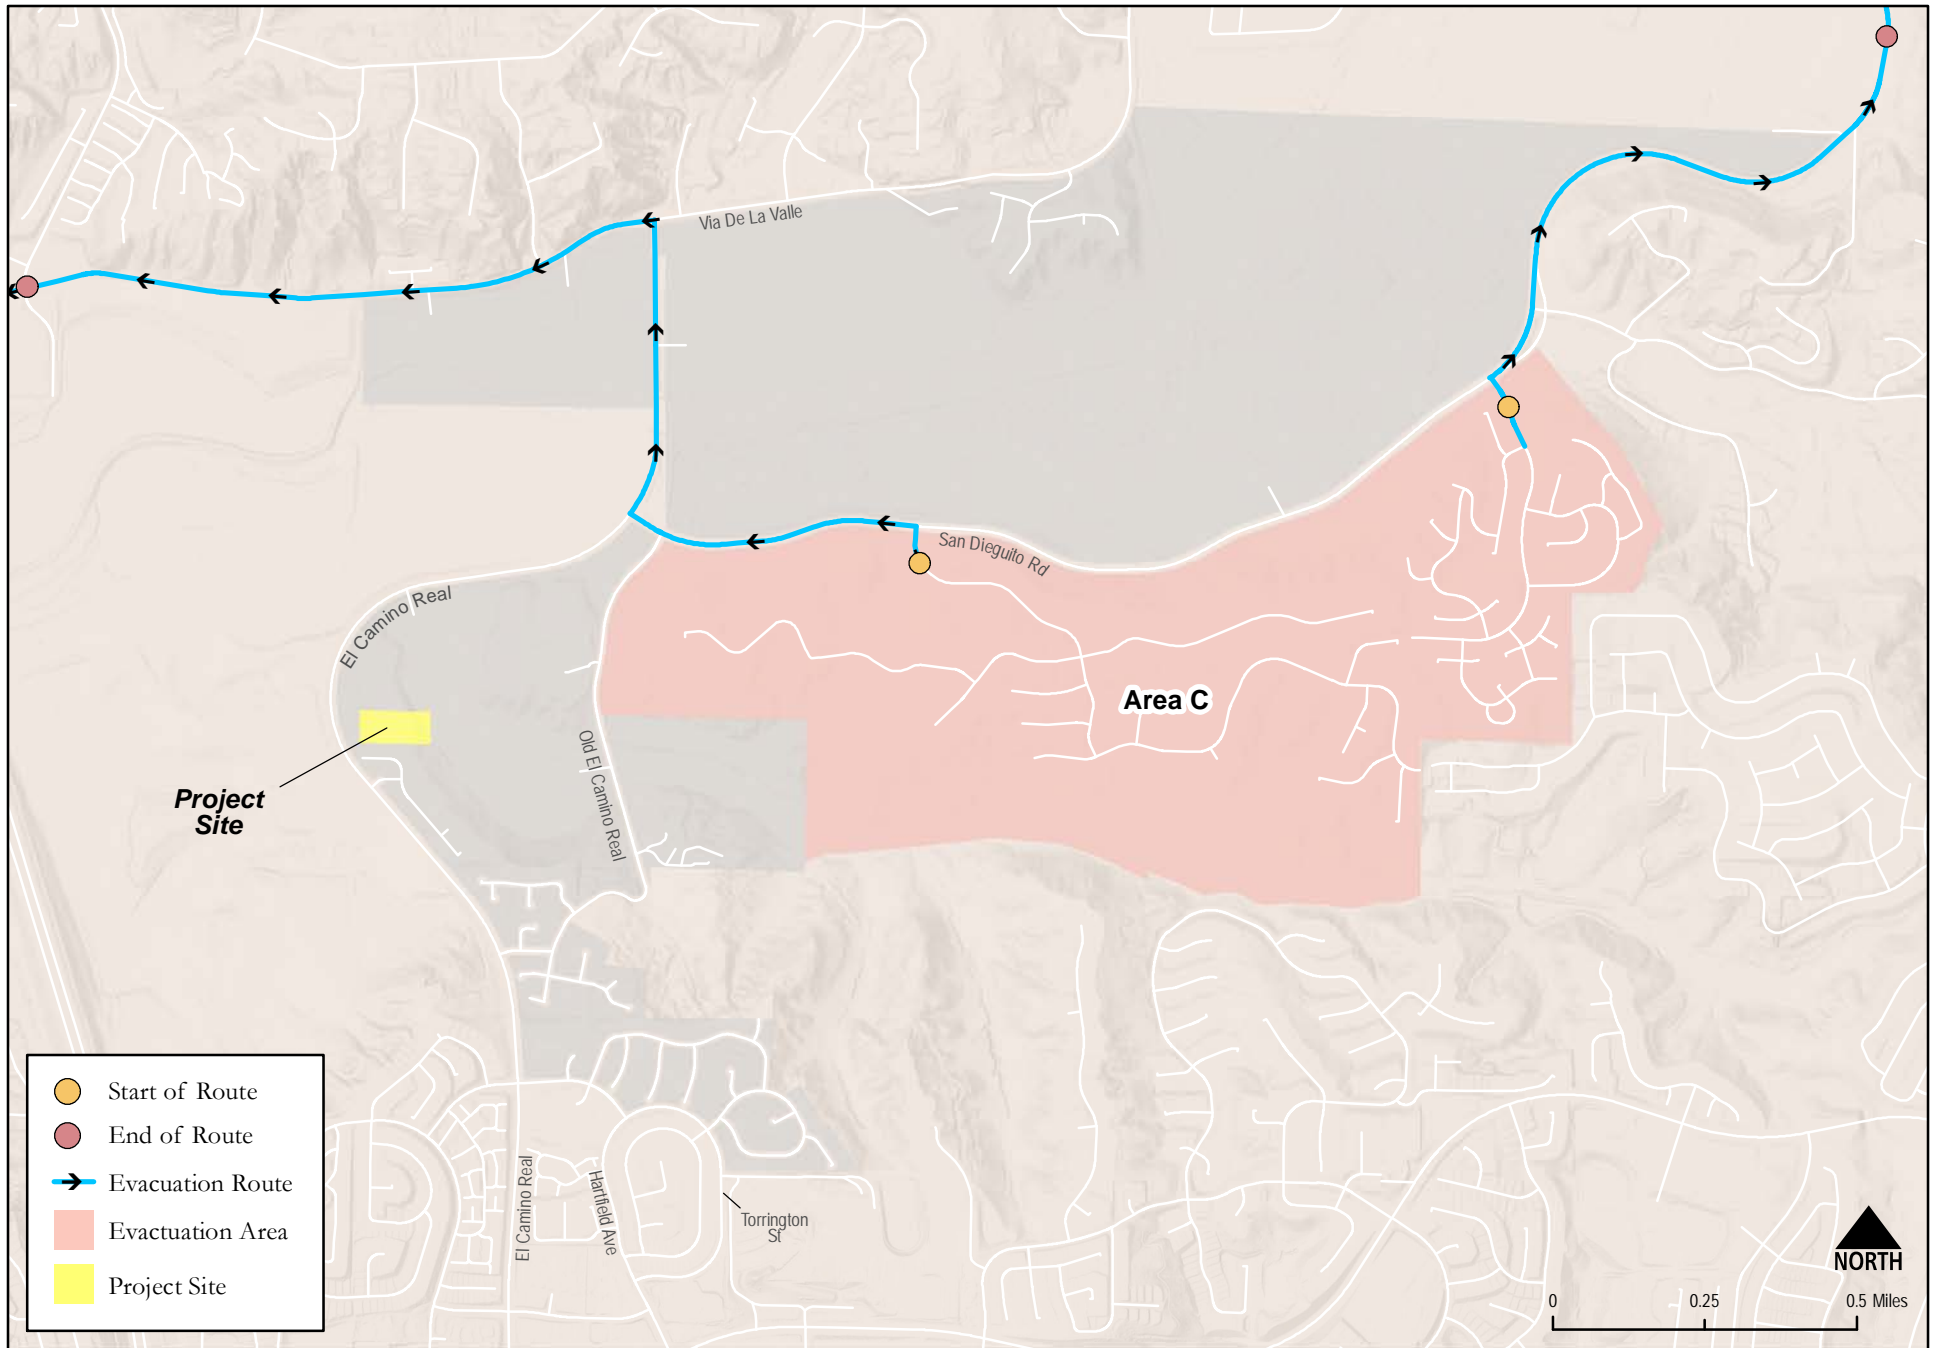 Via De La Valle
San Dieguito Rd
El Camino Real
Area C
Project
Site
Old El Camino Real
El Camino Real
Hartfield Ave
Torrington
St
Start of Route
End of Route
Evacuation Route
Evactuation Area
Project Site
NORTH
0 0.25 0.5 Miles